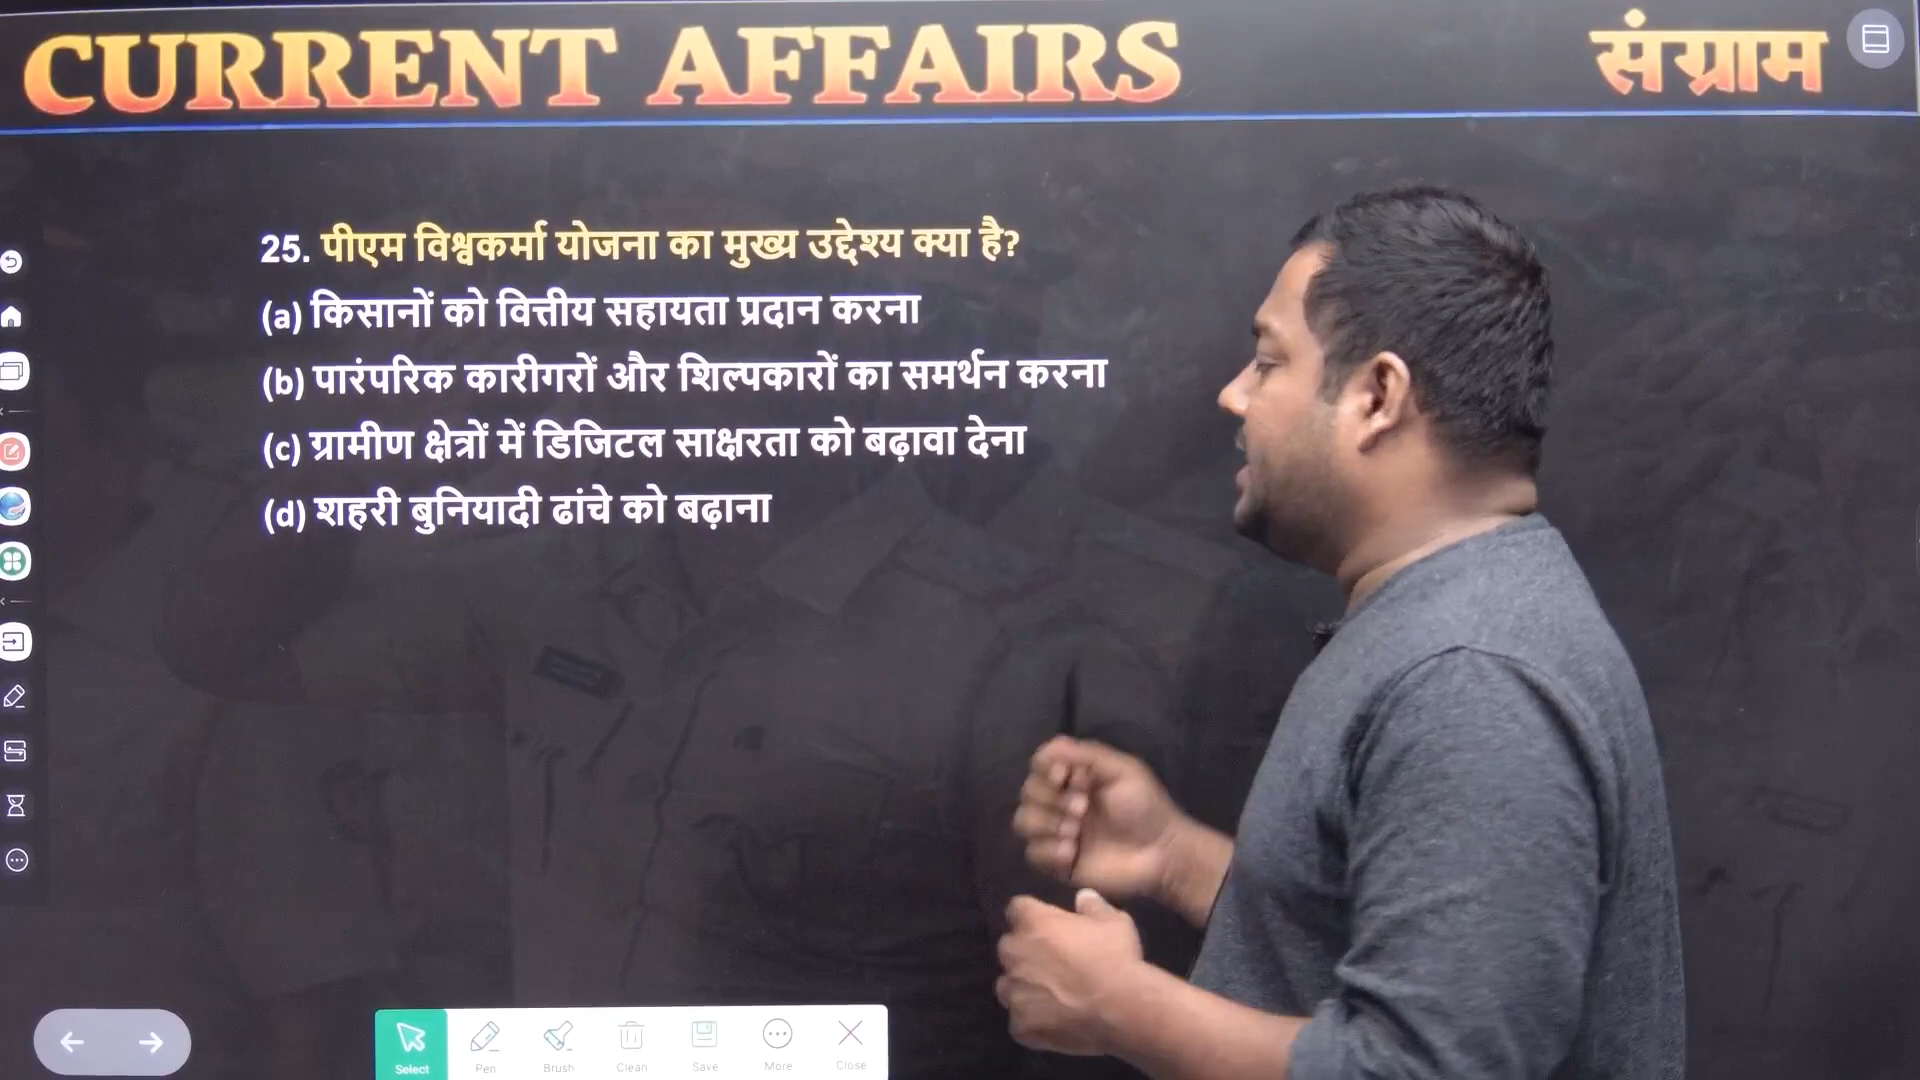 CURRENT AFFAIRS संग्राम
25. पीएम विश्वकर्मा योजना का मुख्य उद्देश्य क्या है?
(a) किसानों को वित्तीय सहायता प्रदान करना
(b) पारंपरिक कारीगरों और शिल्पकारों का समर्थन करना
(c) ग्रामीण क्षेत्रों में डिजिटल साक्षरता को बढ़ावा देना
(d) शहरी बुनियादी ढांचे को बढ़ाना
Select Pen Brush Clean Save More Close